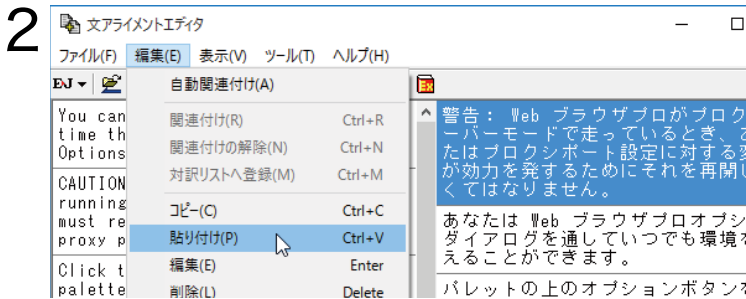 2
文アライメントエディタ
ファイル(F) 編集(E) 表示(V) ツール(T) ヘルプ(H)
EJ
自動関連付け(A)
関連付け(R) Ctrl+R
関連付けの解除(N) Ctrl+N
対訳リストへ登録(M) Ctrl+M
コピー(C) Ctrl+C
貼り付け(P) Ctrl+V
編集(E) Enter
削除(L) Delete
You can
time th
Options
CAUTION
running
must re
proxy p
Click t
palette
警告： Web ブラウザプロがプロク
ーバーモードで走っているとき、
たはプロクシポート設定に対する変
が効力を発するためにそれを再開し
くてはなりません。
あなたは Web ブラウザプロオプシ
ダイアログを通していつでも環境を
えることができます。
パレットの上のオプションボタンを